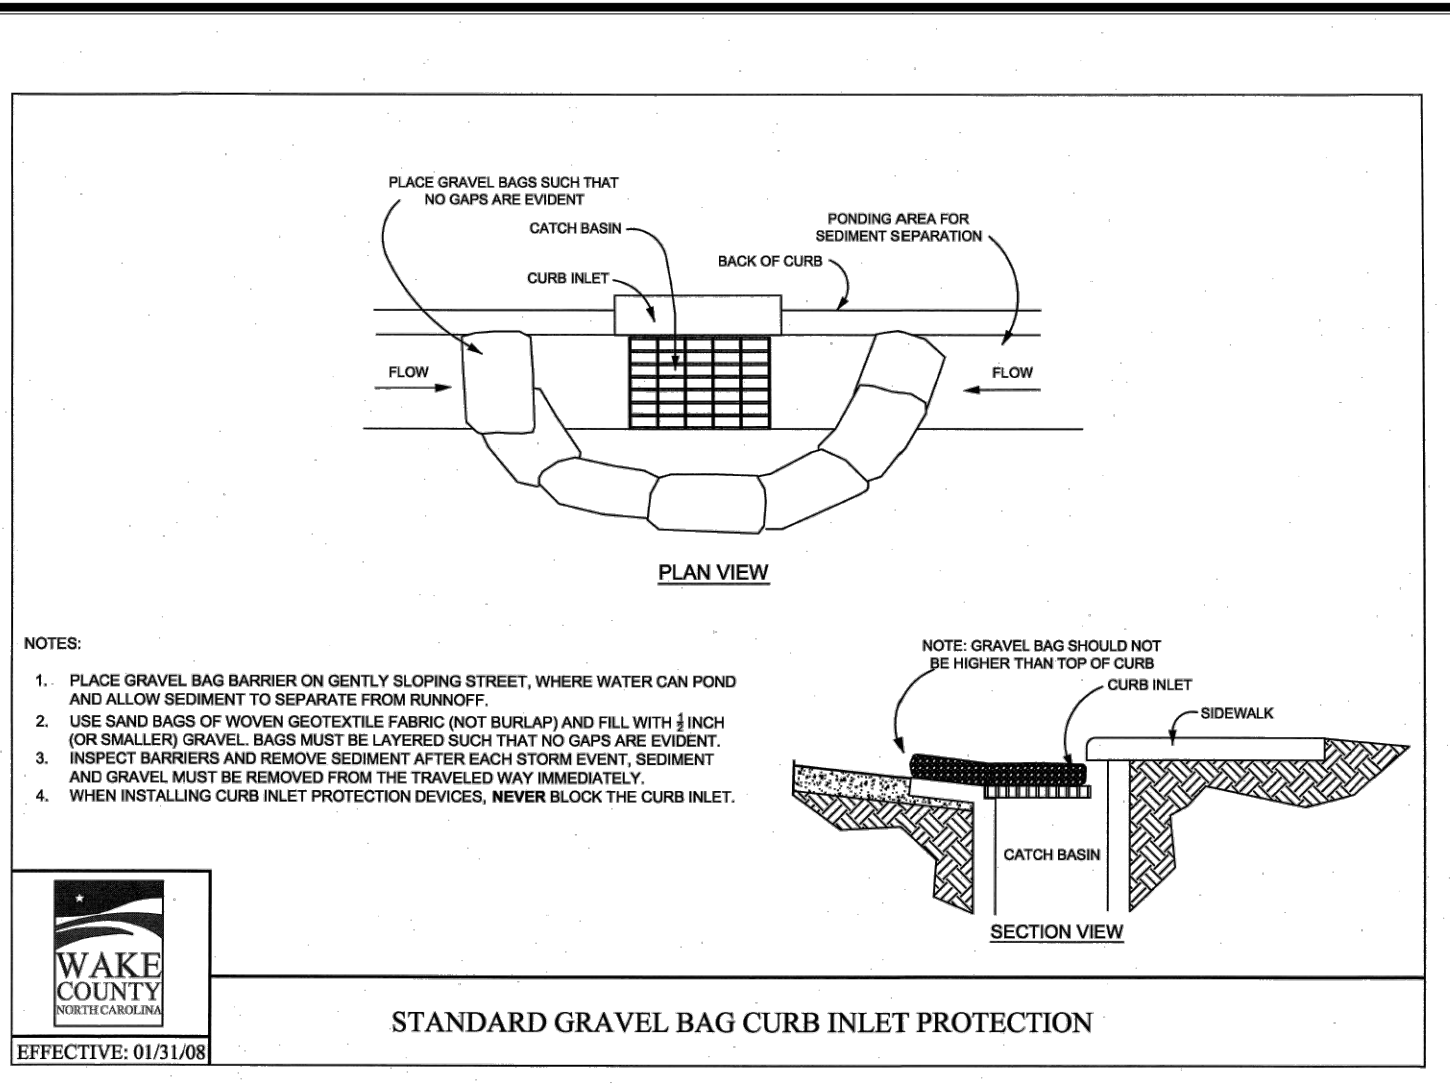 PLACE GRAVEL BAGS SUCH THAT
NO GAPS ARE EVIDENT
CATCH BASIN
PONDING AREA FOR
SEDIMENT SEPARATION
BACK OF CURB
CURB INLET
FLOW
FLOW
PLAN VIEW
NOTES:
1. PLACE GRAVEL BAG BARRIER ON GENTLY SLOPING STREET, WHERE WATER CAN POND
AND ALLOW SEDIMENT TO SEPARATE FROM RUNNOFF.
2. USE SAND BAGS OF WOVEN GEOTEXTILE FABRIC (NOT BURLAP) AND FILL WITH ½ INCH
(OR SMALLER) GRAVEL. BAGS MUST BE LAYERED SUCH THAT NO GAPS ARE EVIDENT.
3. INSPECT BARRIERS AND REMOVE SEDIMENT AFTER EACH STORM EVENT, SEDIMENT
AND GRAVEL MUST BE REMOVED FROM THE TRAVELED WAY IMMEDIATELY.
4. WHEN INSTALLING CURB INLET PROTECTION DEVICES, NEVER BLOCK THE CURB INLET.
NOTE: GRAVEL BAG SHOULD NOT
BE HIGHER THAN TOP OF CURB
CURB INLET
SIDEWALK
CATCH BASIN
SECTION VIEW
WAKE
COUNTY
NORTH CAROLINA
EFFECTIVE: 01/31/08
STANDARD GRAVEL BAG CURB INLET PROTECTION